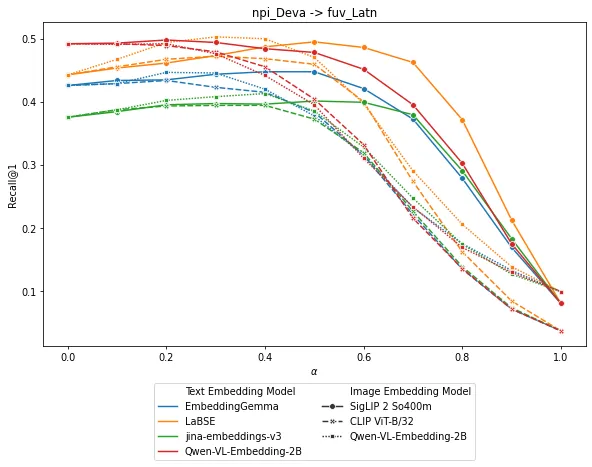 npi_Deva -> fuv_Latn
Recall@1
0.5
0.4
0.3
0.2
0.1
0.0 0.2 0.4 0.6 0.8 1.0
α
Text Embedding Model Image Embedding Model
EmbeddingGemma SigLIP 2 So400m
LaBSE CLIP ViT-B/32
jina-embeddings-v3 Qwen-VL-Embedding-2B
Qwen-VL-Embedding-2B